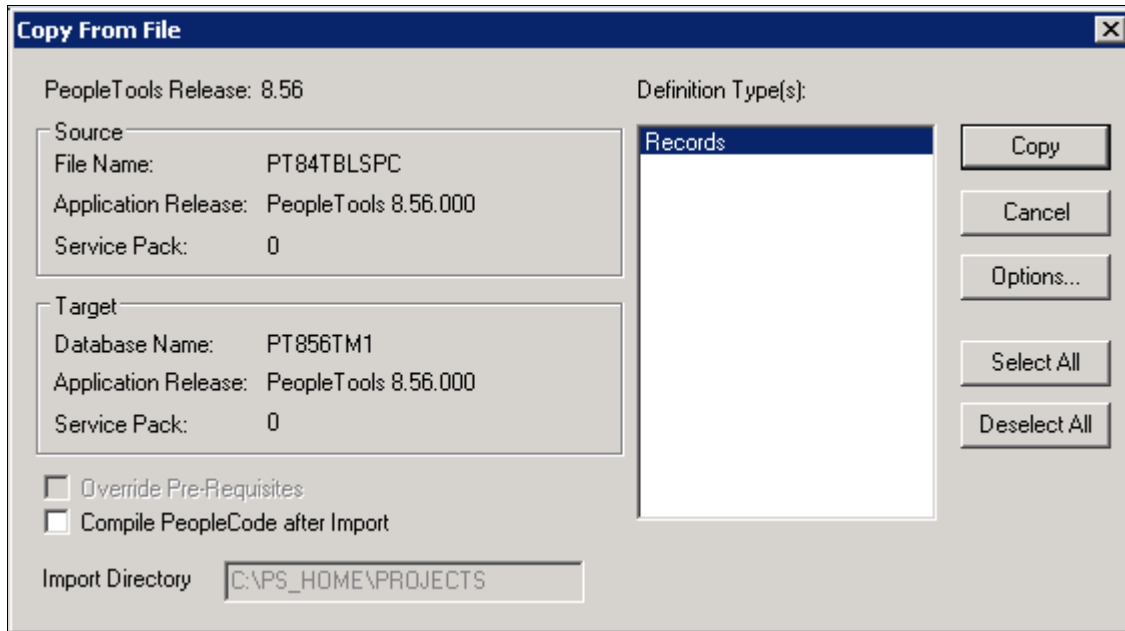 Copy From File
PeopleTools Release: 8.56
Source
File Name: PT84TBLSPC
Application Release: PeopleTools 8.56.000
Service Pack: 0
Target
Database Name: PT856TM1
Application Release: PeopleTools 8.56.000
Service Pack: 0
Override Pre-Requisites
Compile PeopleCode after Import
Import Directory C:\PS_HOME\PROJECTS
Definition Type(s):
Records
Copy
Cancel
Options...
Select All
Deselect All